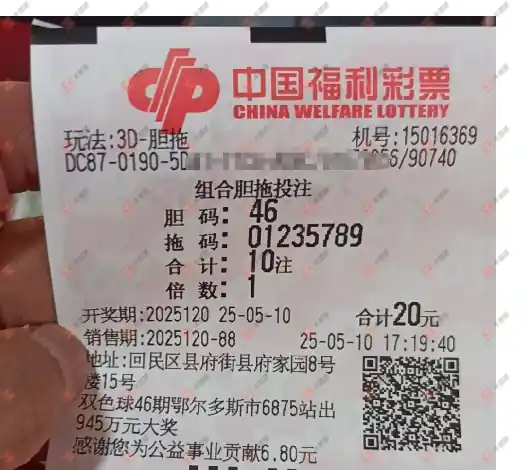 中国福利彩票
CHINA WELFARE LOTTERY
玩法:3D-胆拖 机号:15016369
DC87-0190-5D 6/90740
组合胆拖投注
胆 码: 46
拖 码: 01235789
合 计: 10注
倍 数: 1
开奖期:2025120 25-05-10 合计20元
销售期:2025120-88 25-05-10 17:19:40
地址:回民区县府街县府家园8号
楼15号
双色球46期鄂尔多斯市6875站出
945万元大奖
感谢您为公益事业贡献6.80元